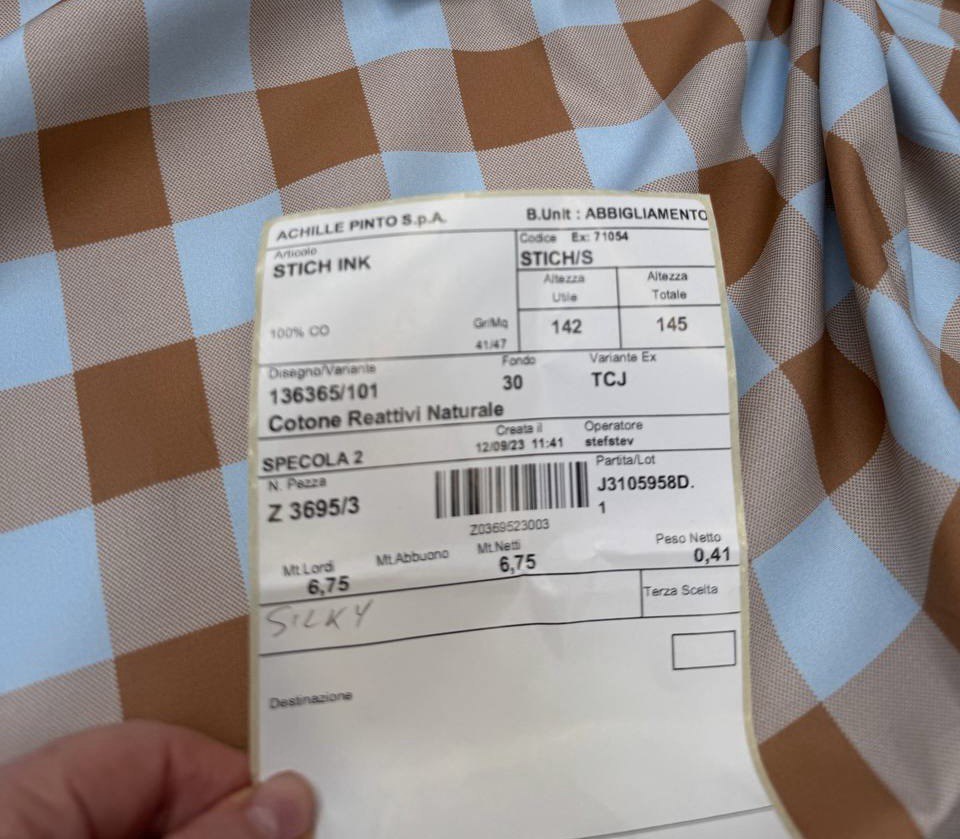 ACHILLE PINTO S.p.A. B.Unit : ABBIGLIAMENTO
Articolo Codice Ex: 71054
STICH INK STICH/S
Altezza Utile Altezza Totale
100% CO Gr/Mq 142 145
41/47
Disegno/Variante Fondo Variante Ex
136365/101 30 TCJ
Cotone Reattivi Naturale
Creata il Operatore
SPECOLA 2 12/09/23 11:41 stefstev
N. Pezza Partita/Lot
Z 3695/3 J3105958D.
1
Z0369523003
Mt.Lordi Mt.Abbuono Mt.Netti Peso Netto
6,75 6,75 0,41
SILKY Terza Scelta
Destinazione